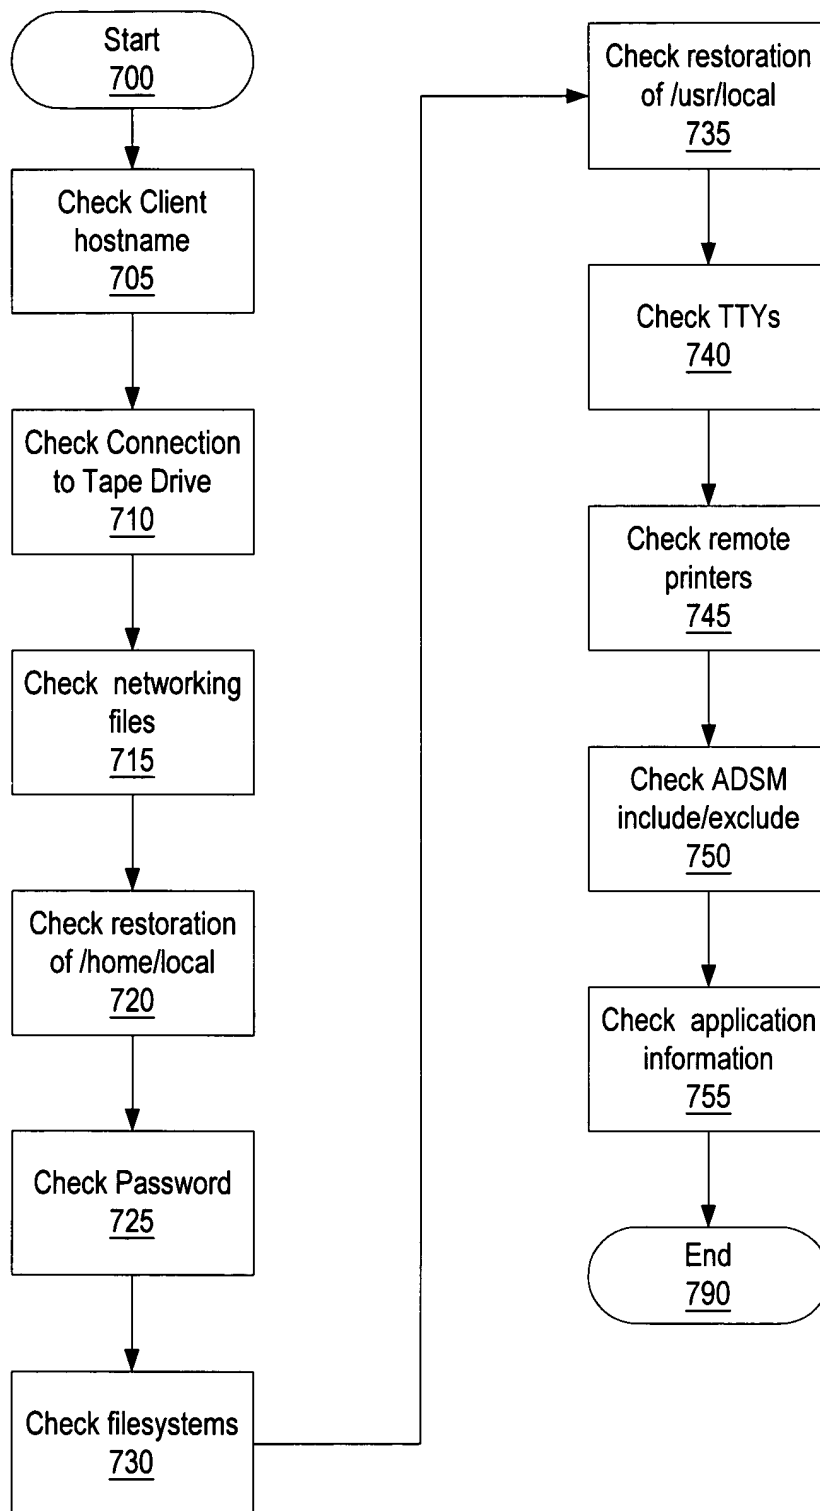 Start
700
Check Client
hostname
705
Check Connection
to Tape Drive
710
Check networking
files
715
Check restoration
of /home/local
720
Check Password
725
Check filesystems
730
Check restoration
of /usr/local
735
Check TTYs
740
Check remote
printers
745
Check ADSM
include/exclude
750
Check application
information
755
End
790